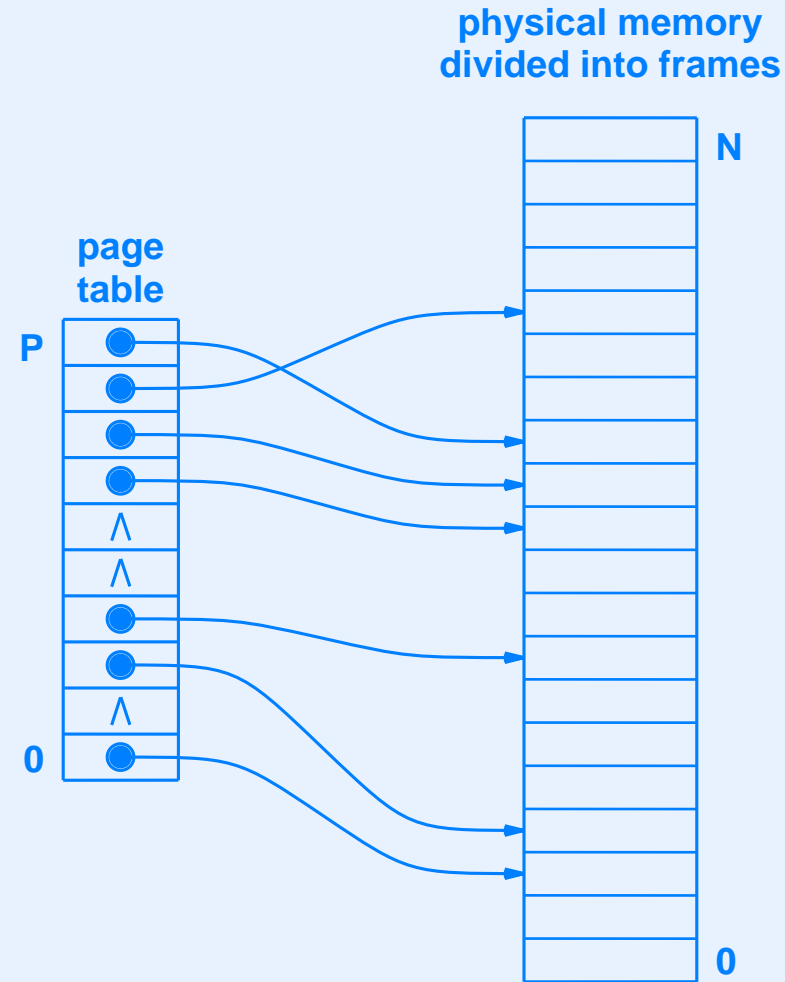 physical memory
divided into frames
N
page
table
P
Λ
Λ
Λ
0
0